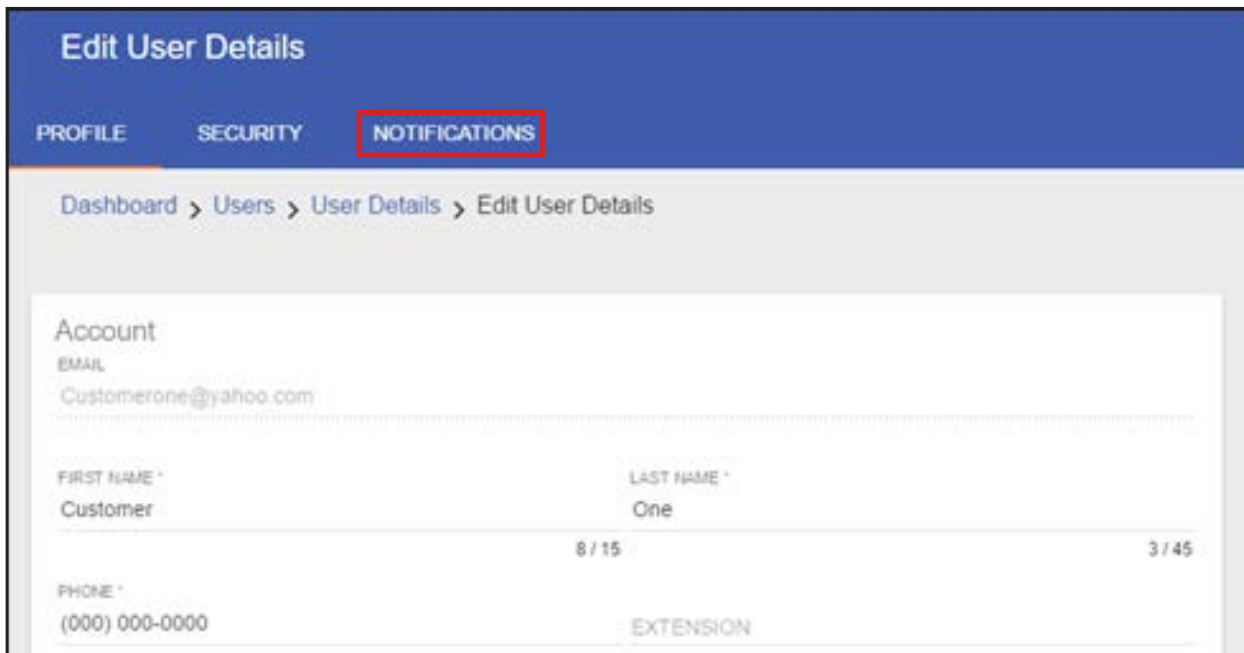 Edit User Details
PROFILE SECURITY NOTIFICATIONS
Dashboard > Users > User Details > Edit User Details
Account
EMAIL
Customerone@yahoo.com
FIRST NAME * LAST NAME *
Customer One
8 / 15 3 / 45
PHONE *
(000) 000-0000 EXTENSION